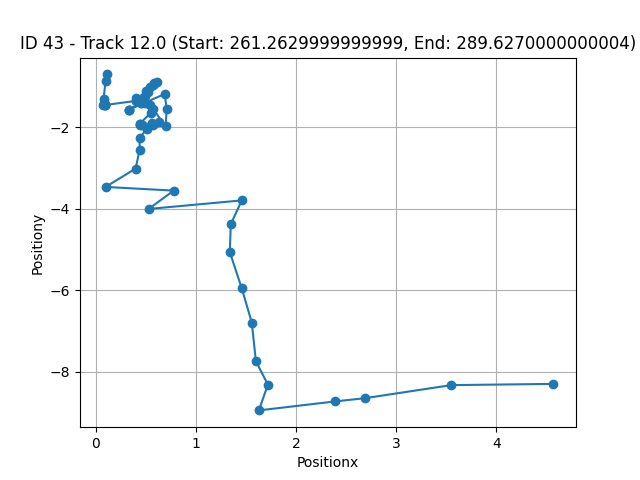 ID 43 - Track 12.0 (Start: 261.2629999999999, End: 289.6270000000004)
−2
−4
−6
−8
Positiony
0 1 2 3 4
Positionx